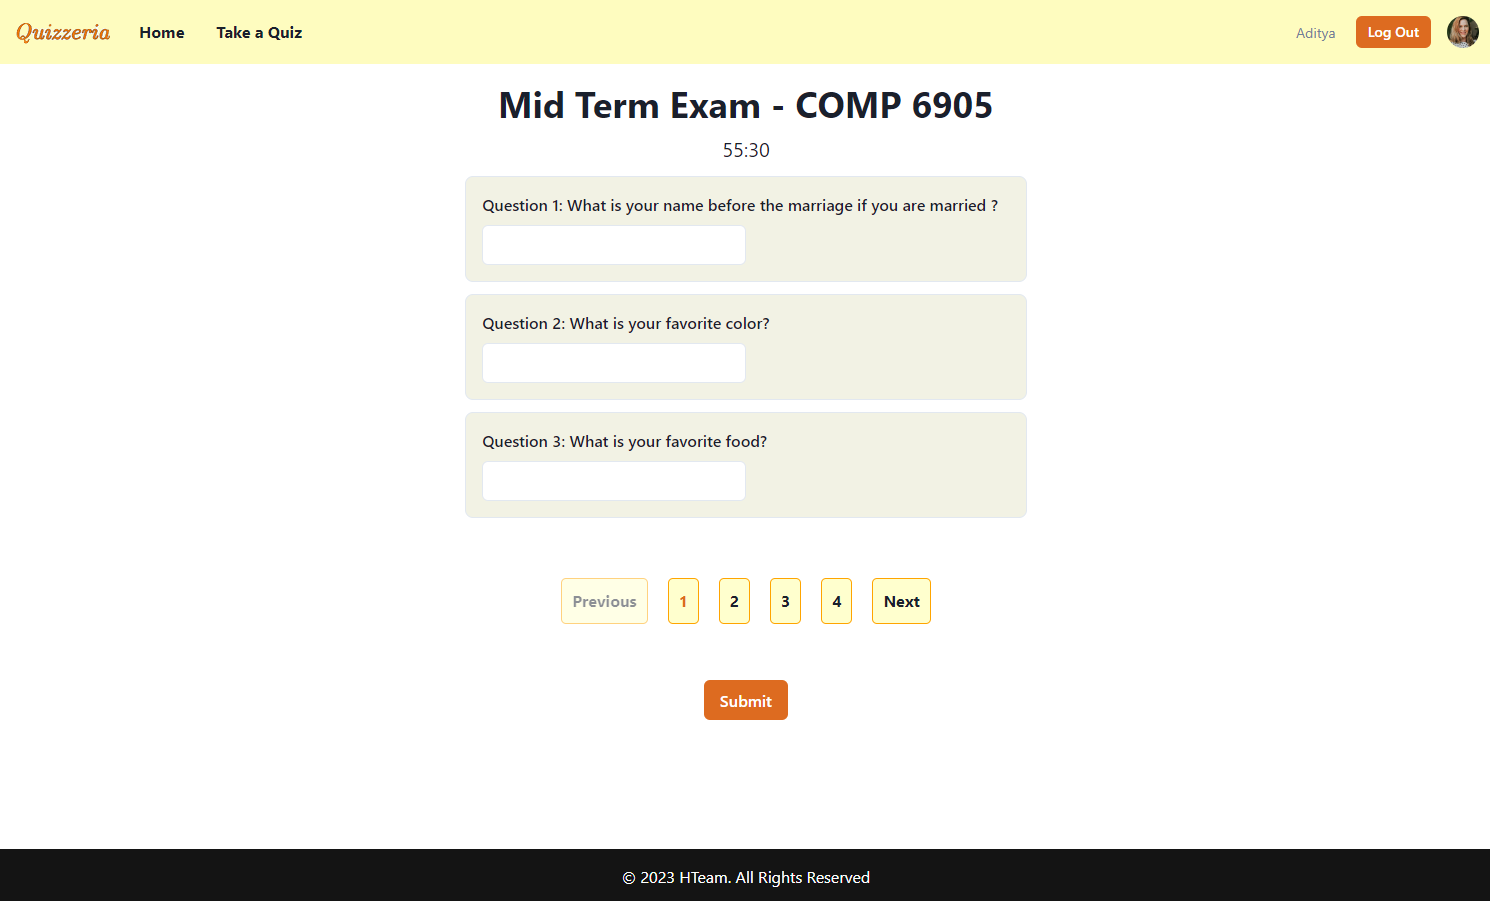 Quizzeria Home Take a Quiz Aditya Log Out
Mid Term Exam - COMP 6905
55:30
Question 1: What is your name before the marriage if you are married ?
Question 2: What is your favorite color?
Question 3: What is your favorite food?
Previous 1 2 3 4 Next
Submit
© 2023 HTeam. All Rights Reserved